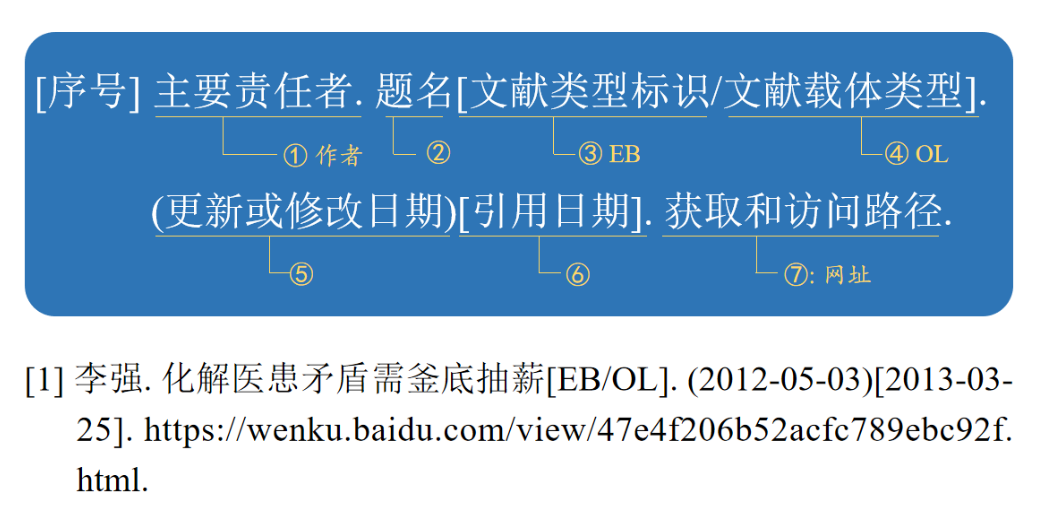 [序号] 主要责任者. 题名[文献类型标识/文献载体类型].
① 作者 ② ③ EB ④ OL
(更新或修改日期)[引用日期]. 获取和访问路径.
⑤ ⑥ ⑦: 网址
[1] 李强. 化解医患矛盾需釜底抽薪[EB/OL]. (2012-05-03)[2013-03-
25]. https://wenku.baidu.com/view/47e4f206b52acfc789ebc92f.
html.